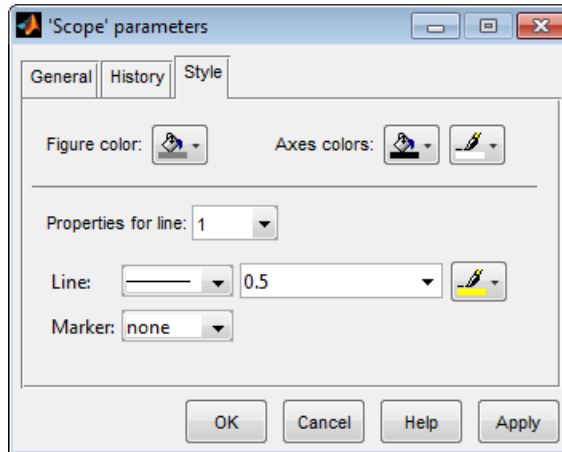 'Scope' parameters
General History Style
Figure color: Axes colors:
Properties for line: 1
Line: 0.5
Marker: none
OK Cancel Help Apply